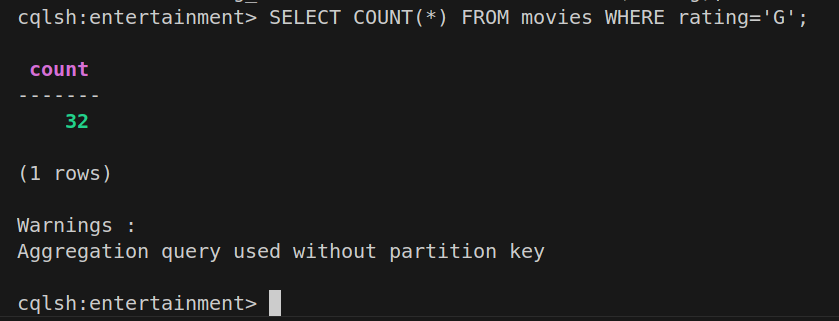 cqlsh:entertainment> SELECT COUNT(*) FROM movies WHERE rating='G';
count
-------
32
(1 rows)
Warnings :
Aggregation query used without partition key
cqlsh:entertainment>